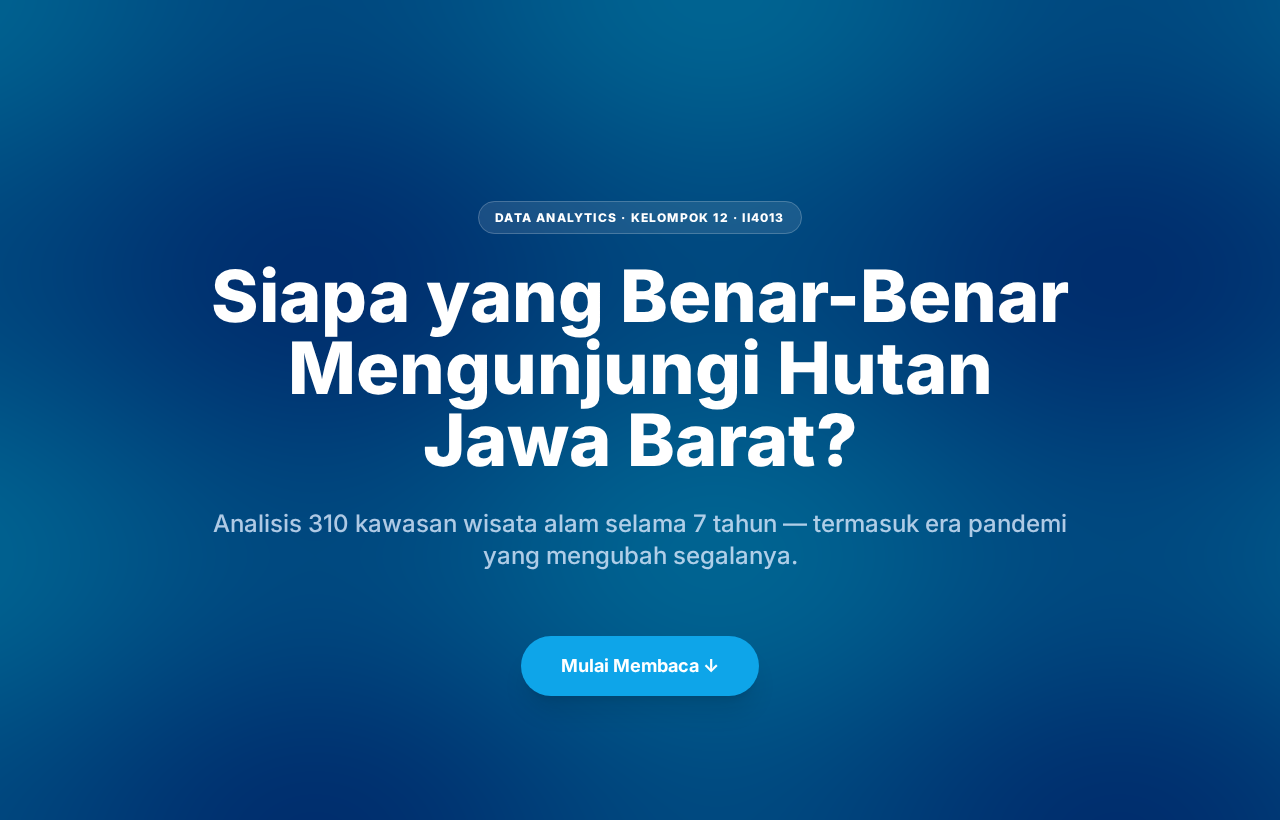 DATA ANALYTICS · KELOMPOK 12 · II4013
Siapa yang Benar-Benar
Mengunjungi Hutan
Jawa Barat?
Analisis 310 kawasan wisata alam selama 7 tahun — termasuk era pandemi
yang mengubah segalanya.
Mulai Membaca ↓